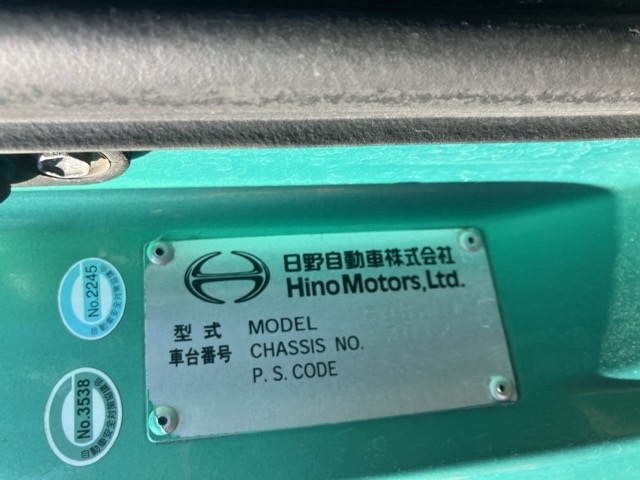 日野自動車株式会社
Hino Motors, Ltd.
型式 MODEL
車台番号 CHASSIS NO.
P.S.CODE
No.2245
No.3538